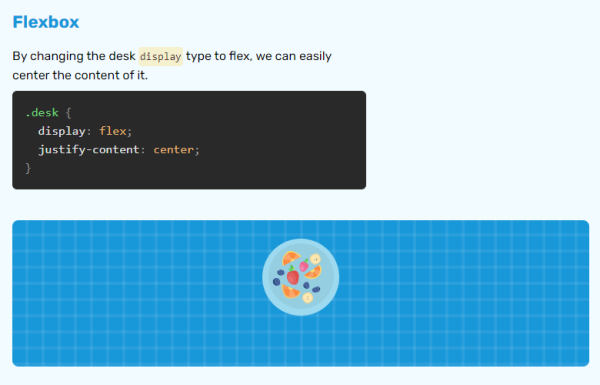 Flexbox
By changing the desk display type to flex, we can easily
center the content of it.
.desk {
  display: flex;
  justify-content: center;
}